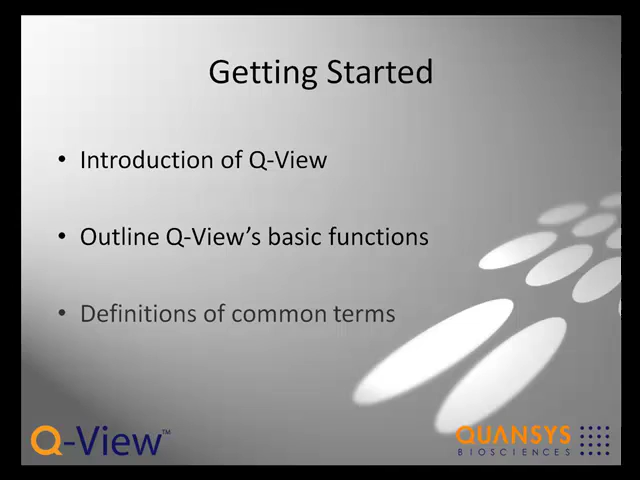 Getting Started
• Introduction of Q-View
• Outline Q-View's basic functions
• Definitions of common terms
Q-View™
QUANSYS
BIOSCIENCES